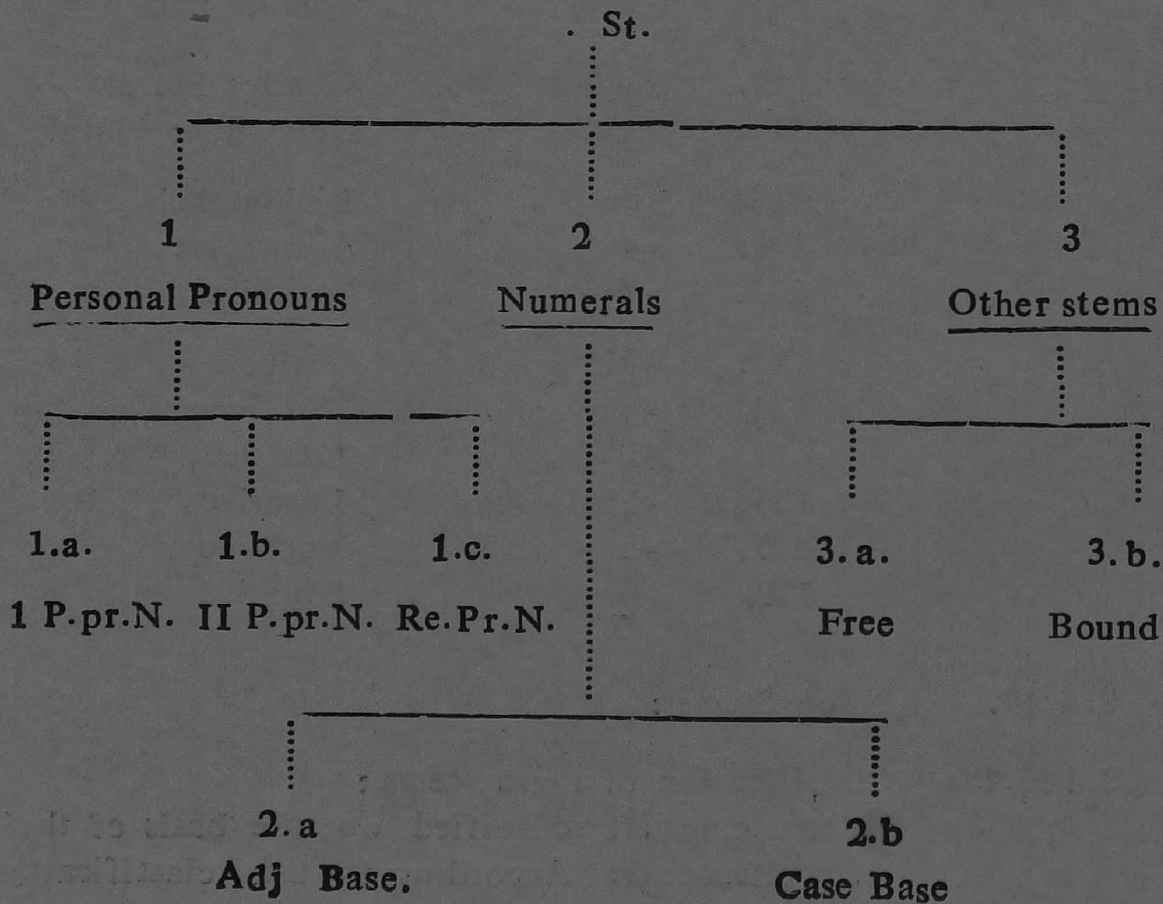 . St.
1 2 3
Personal Pronouns Numerals Other stems
1.a. 1.b. 1.c. 3. a. 3. b.
1 P.pr.N. II P.pr.N. Re.Pr.N. Free Bound
2. a 2.b
Adj Base. Case Base